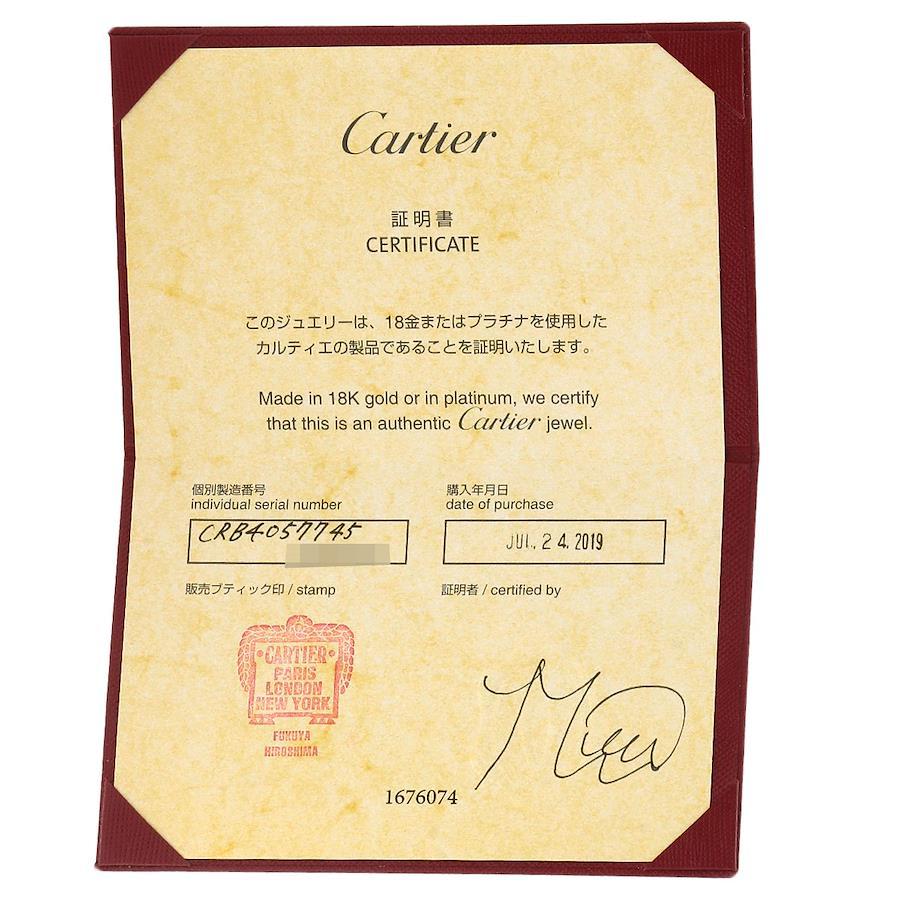 Cartier
証明書
CERTIFICATE
このジュエリーは、18金またはプラチナを使用した
カルティエの製品であることを証明いたします。
Made in 18K gold or in platinum, we certify
that this is an authentic Cartier jewel.
個別製造番号
individual serial number
CRB4057745
購入年月日
date of purchase
JUL. 24. 2019
販売ブティック印 / stamp
CARTIER
PARIS
LONDON
NEW YORK
FUKUYA
HIROSHIMA
証明者 / certified by
1676074